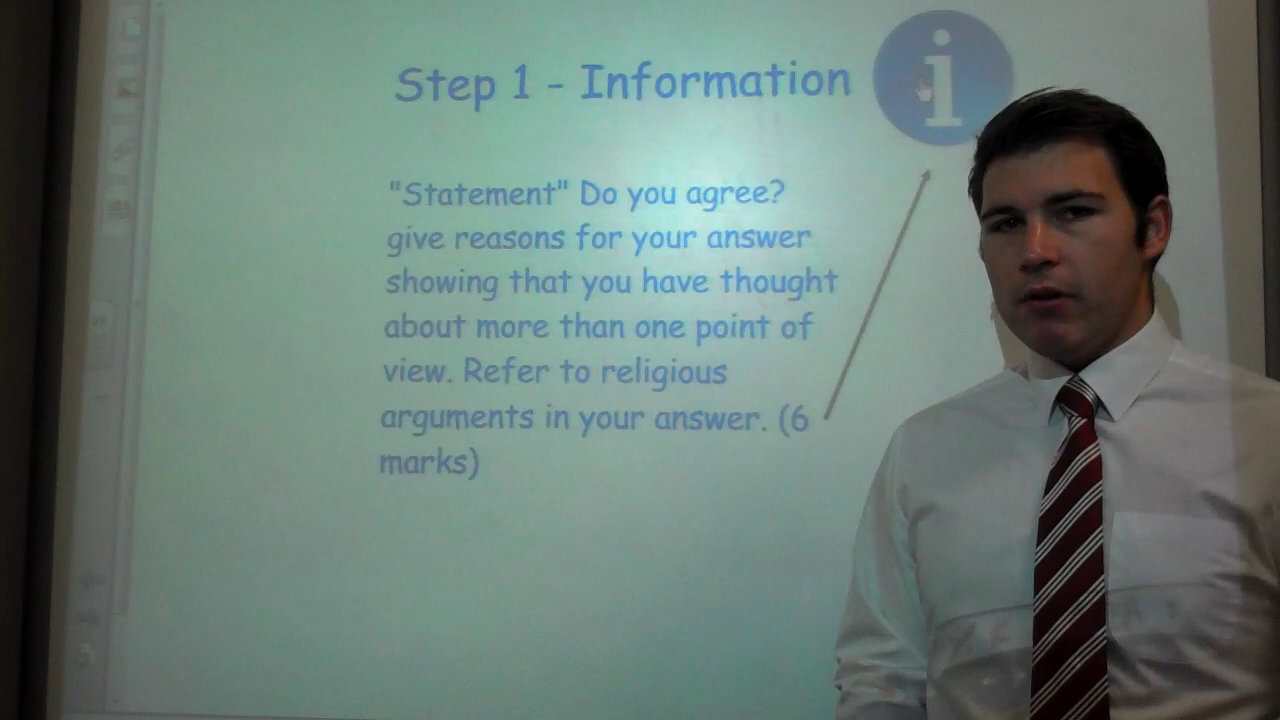 Step 1 - Information
i
"Statement" Do you agree?
give reasons for your answer
showing that you have thought
about more than one point of
view. Refer to religious
arguments in your answer. (6
marks)